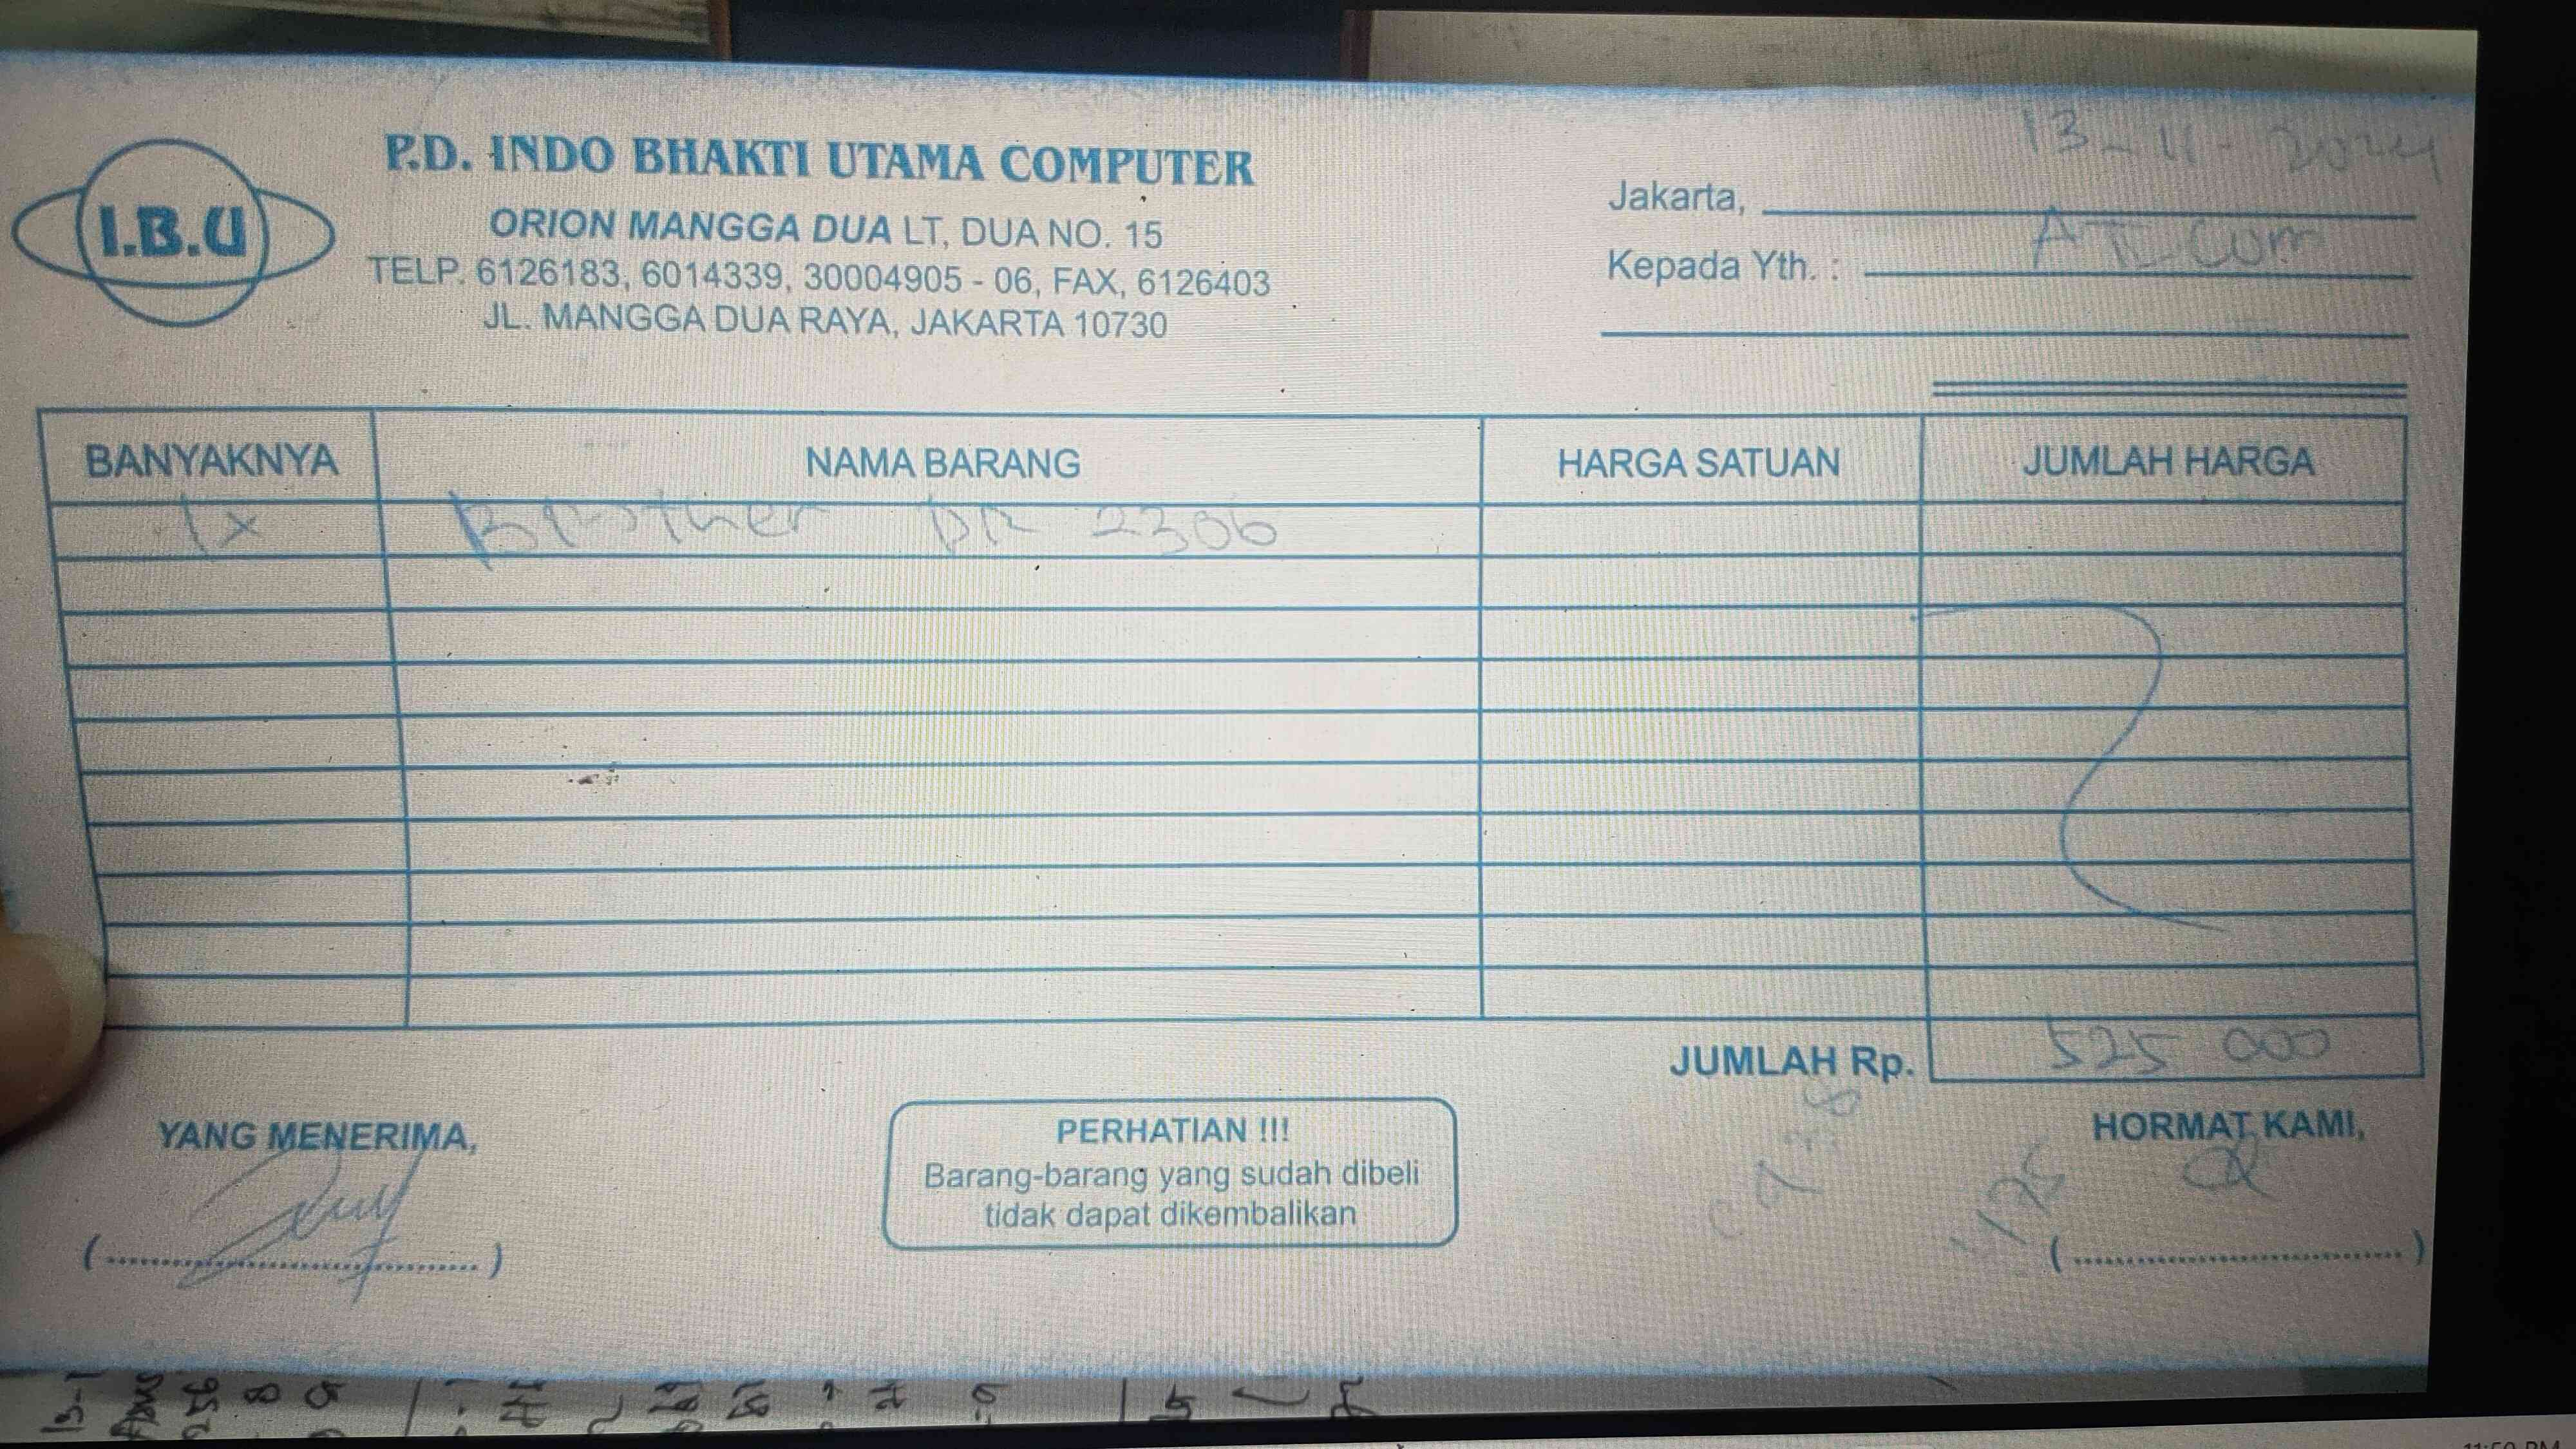 I.B.U
P.D. INDO BHAKTI UTAMA COMPUTER
ORION MANGGA DUA LT, DUA NO. 15
TELP. 6126183, 6014339, 30004905 - 06, FAX, 6126403
JL. MANGGA DUA RAYA, JAKARTA 10730
13-11-2024
Jakarta,
Kepada Yth. :
BANYAKNYA NAMA BARANG HARGA SATUAN JUMLAH HARGA
1x Brother DR 2306
JUMLAH Rp. 525 000
YANG MENERIMA,
PERHATIAN !!!
Barang-barang yang sudah dibeli
tidak dapat dikembalikan
HORMAT KAMI,